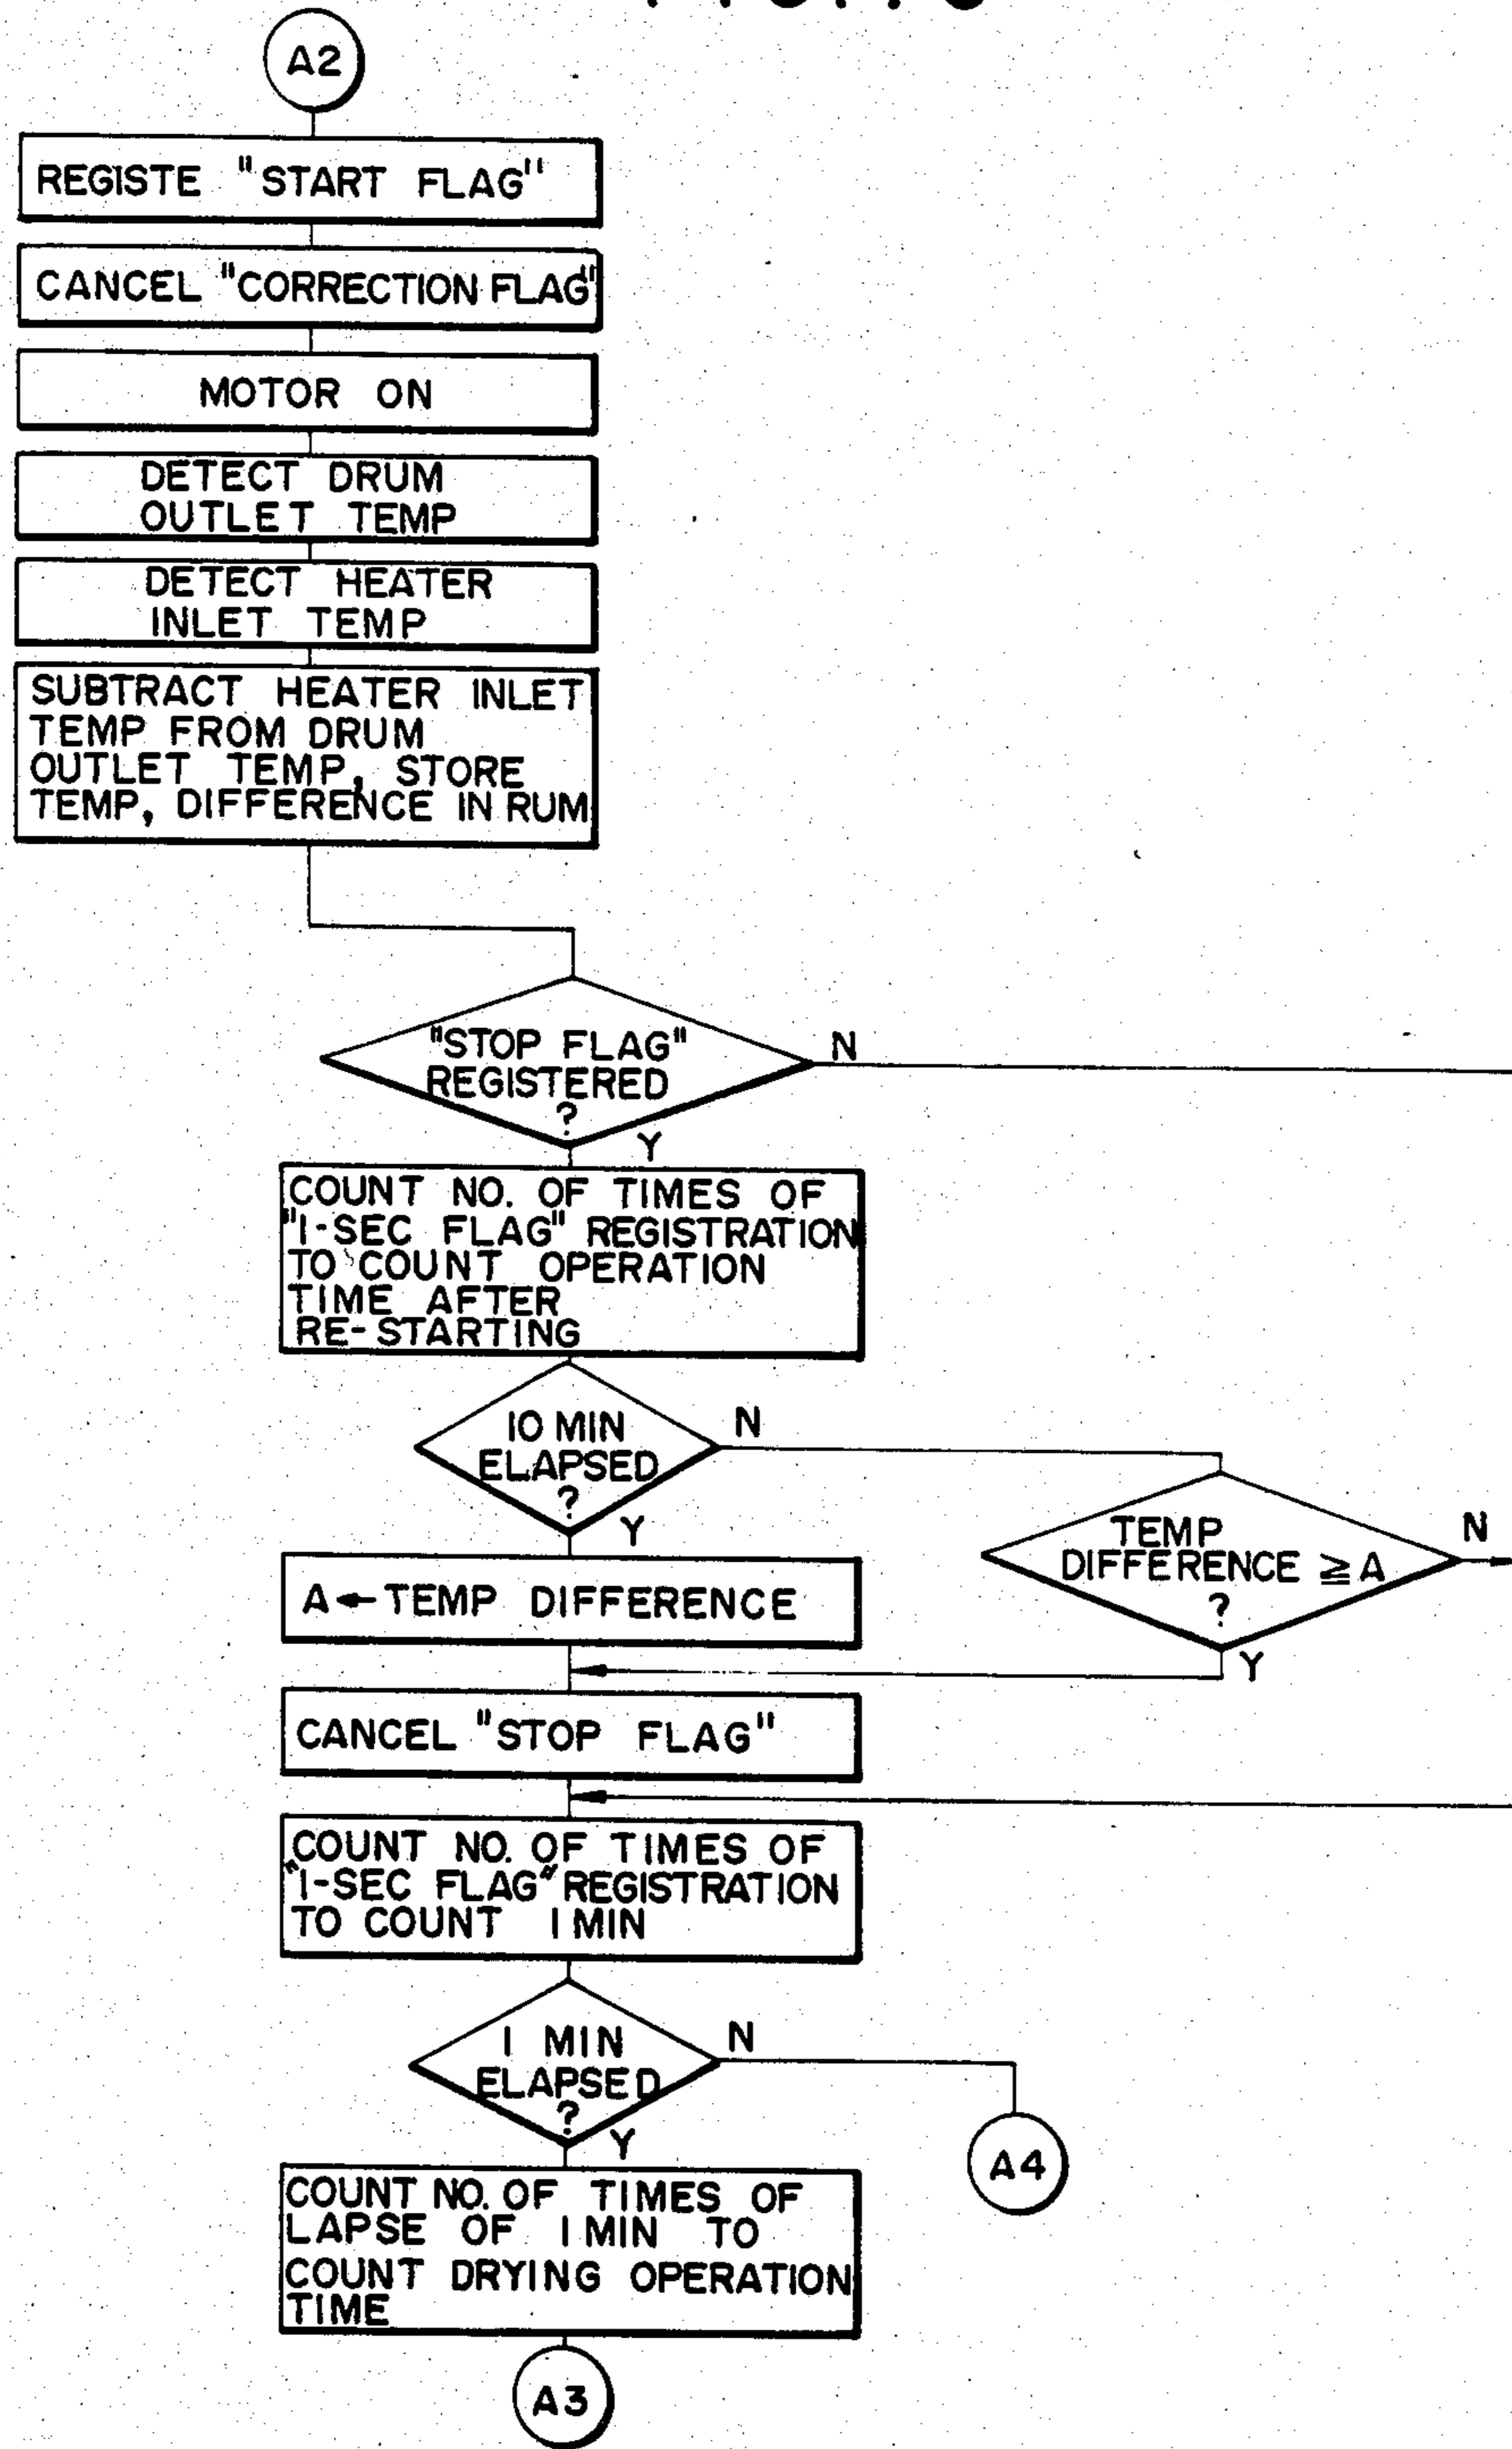 A2
REGISTE "START FLAG"
CANCEL "CORRECTION FLAG"
MOTOR ON
DETECT DRUM
OUTLET TEMP
DETECT HEATER
INLET TEMP
SUBTRACT HEATER INLET
TEMP FROM DRUM
OUTLET TEMP, STORE
TEMP, DIFFERENCE IN RUM
"STOP FLAG"
REGISTERED
?
N
Y
COUNT NO. OF TIMES OF
"1-SEC FLAG" REGISTRATION
TO COUNT OPERATION
TIME AFTER
RE-STARTING
10 MIN
ELAPSED
?
N
Y
TEMP
DIFFERENCE ≧ A
?
N
Y
A ← TEMP DIFFERENCE
CANCEL "STOP FLAG"
COUNT NO. OF TIMES OF
"1-SEC FLAG" REGISTRATION
TO COUNT 1 MIN
1 MIN
ELAPSED
?
N
Y
A4
COUNT NO. OF TIMES OF
LAPSE OF 1 MIN TO
COUNT DRYING OPERATION
TIME
A3